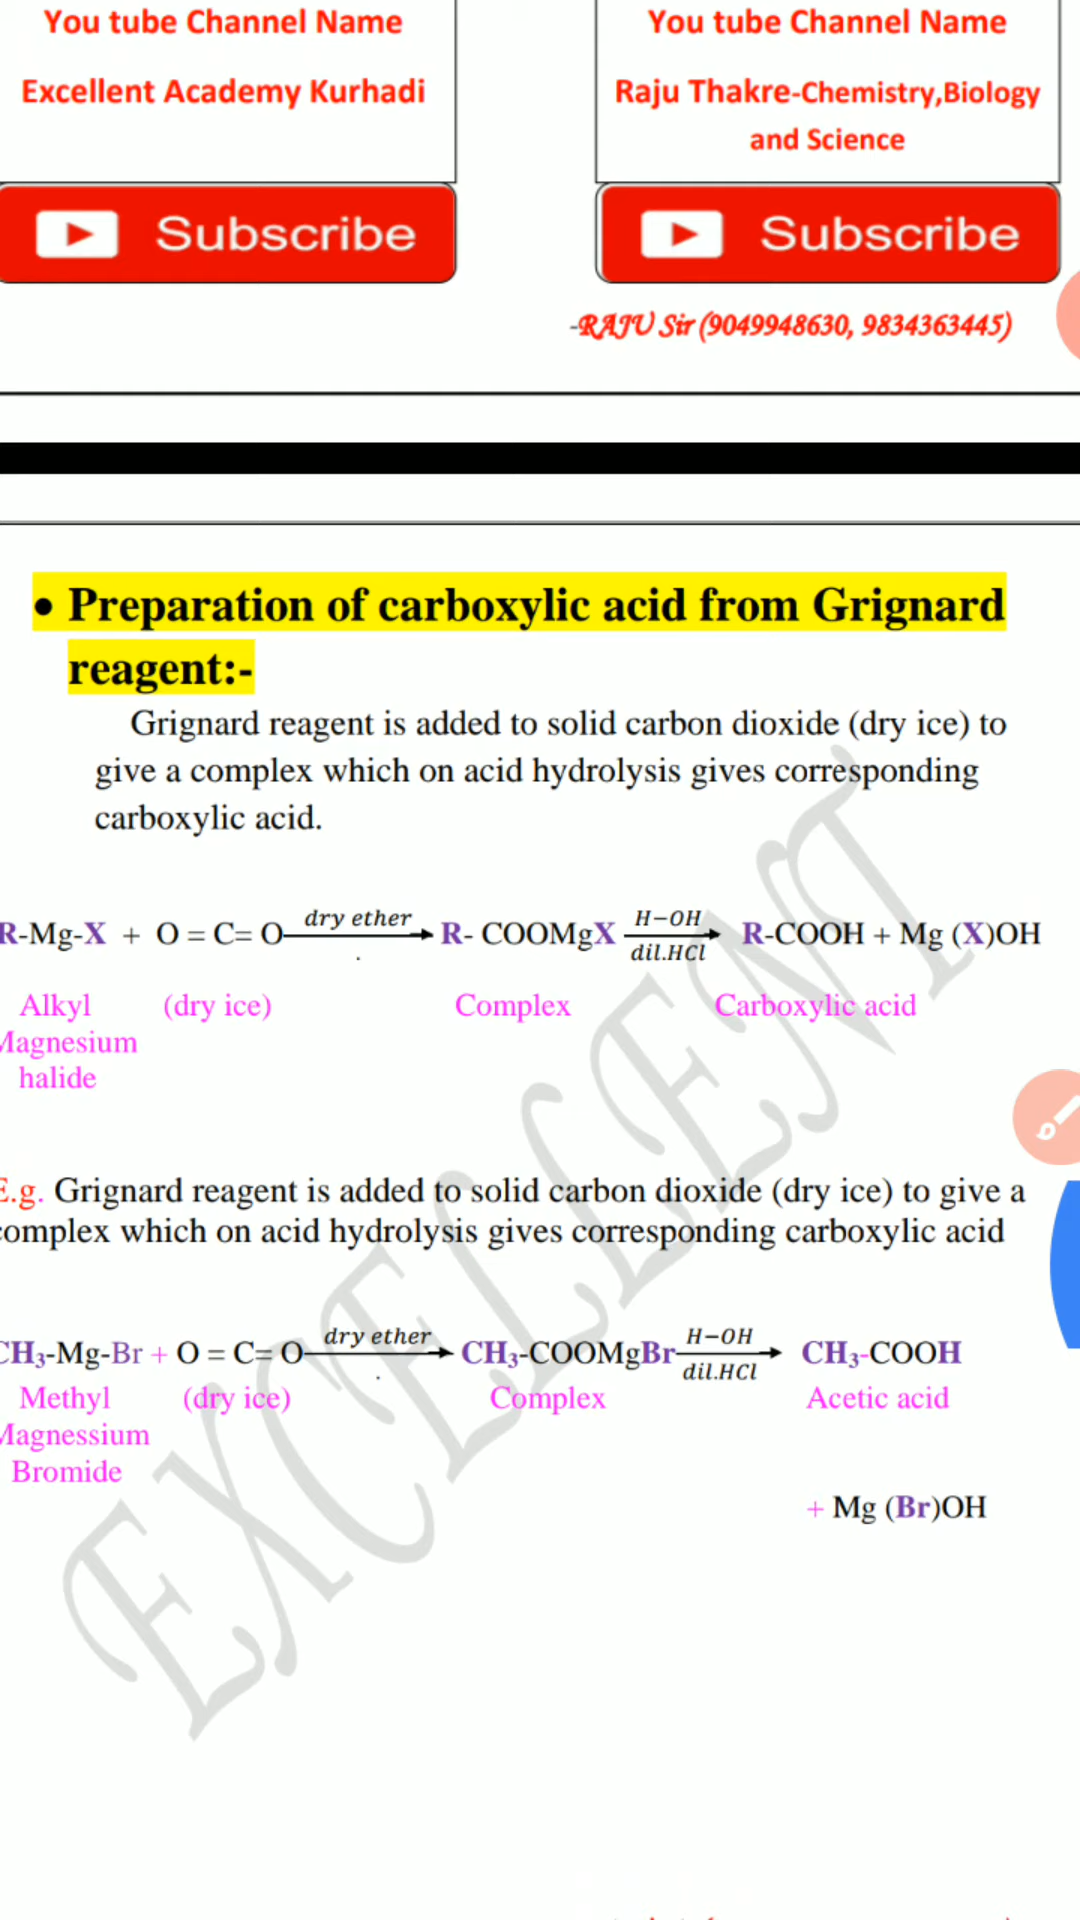 You tube Channel Name
Excellent Academy Kurhadi
Subscribe
You tube Channel Name
Raju Thakre-Chemistry,Biology
and Science
Subscribe
-RAJU Sir (9049948630, 9834363445)
• Preparation of carboxylic acid from Grignard
reagent:-
Grignard reagent is added to solid carbon dioxide (dry ice) to
give a complex which on acid hydrolysis gives corresponding
carboxylic acid.
R-Mg-X + O = C= O dry ether → R- COOMgX H−OH dil.HCl → R-COOH + Mg (X)OH
Alkyl (dry ice) Complex Carboxylic acid
Magnesium
halide
E.g. Grignard reagent is added to solid carbon dioxide (dry ice) to give a
complex which on acid hydrolysis gives corresponding carboxylic acid
CH₃-Mg-Br + O = C= O dry ether → CH₃-COOMgBr H−OH dil.HCl → CH₃-COOH
Methyl (dry ice) Complex Acetic acid
Magnessium
Bromide
+ Mg (Br)OH
EXCELLENT